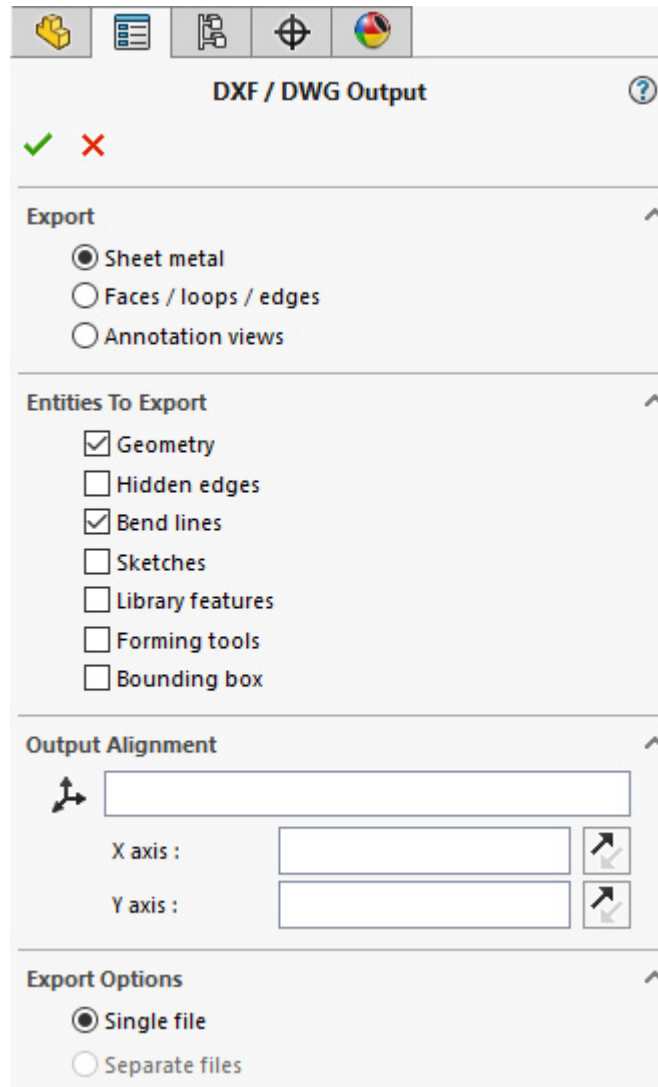 DXF / DWG Output
?
Export
Sheet metal
Faces / loops / edges
Annotation views
Entities To Export
Geometry
Hidden edges
Bend lines
Sketches
Library features
Forming tools
Bounding box
Output Alignment
X axis :
Y axis :
Export Options
Single file
Separate files